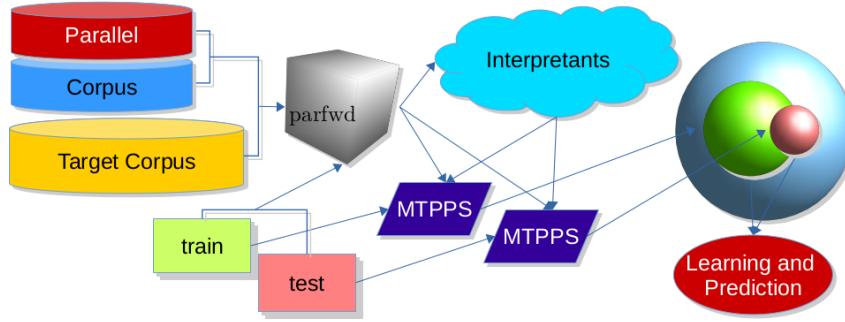 Parallel
Corpus
Target Corpus
parfwd
Interpretants
MTPPS
MTPPS
train
test
Learning and
Prediction